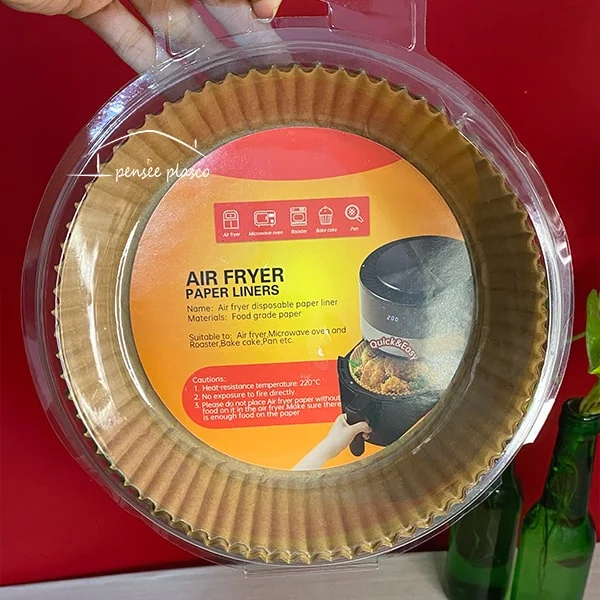 pensée plasco
Air fryer
Microwave oven
Roaster
Bake cake
Pan
AIR FRYER
PAPER LINERS
Name: Air fryer disposable paper liner
Materials: Food grade paper
Suitable to: Air fryer,Microwave oven and
Roaster,Bake cake,Pan etc.
200
Quick&Easy
Cautions:
1. Heat-resistance temperature: 220°C
2. No exposure to fire directly
3. Please do not place Air fryer paper without
food on it in the air fryer.Make sure there
is enough food on the paper